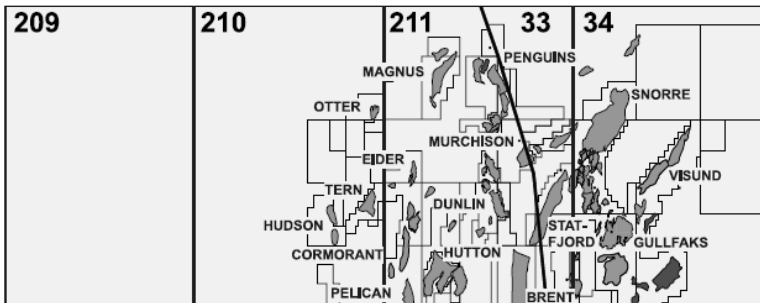 209
210
211
33
34
PENGUINS
MAGNUS
SNORRE
OTTER
MURCHISON
EIDER
VISUND
TERN
DUNLIN
HUDSON
STAT-
FJORD
GULLFAKS
CORMORANT
HUTTON
PELICAN
BRENT